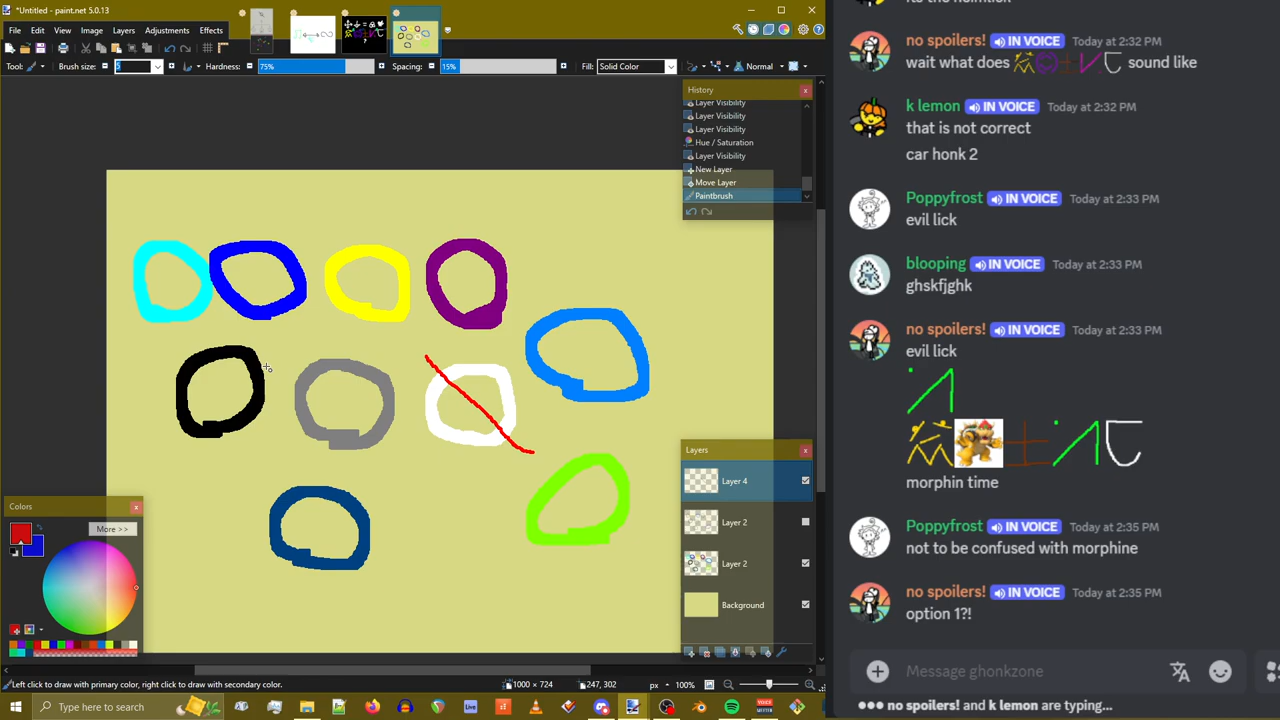 *Untitled - paint.net 5.0.13
File Edit View Image Layers Adjustments Effects
Tool: Brush size: 5 Hardness: 75% Spacing: 15% Fill: Solid Color Normal
History
Layer Visibility
Layer Visibility
Layer Visibility
Hue / Saturation
Layer Visibility
New Layer
Move Layer
Paintbrush
Layers
Layer 4
Layer 2
Layer 2
Background
Colors
More >>
Left click to draw with primary color, right click to draw with secondary color.
1000 × 724
247, 302
px
100%
Type here to search
Live
no spoilers! IN VOICE Today at 2:32 PM
wait what does sound like
k lemon IN VOICE Today at 2:32 PM
that is not correct
car honk 2
Poppyfrost IN VOICE Today at 2:33 PM
evil lick
blooping IN VOICE Today at 2:33 PM
ghskfjghk
no spoilers! IN VOICE Today at 2:33 PM
evil lick
morphin time
Poppyfrost IN VOICE Today at 2:35 PM
not to be confused with morphine
no spoilers! IN VOICE Today at 2:35 PM
option 1?!
Message ghonkzone
no spoilers! and k lemon are typing...